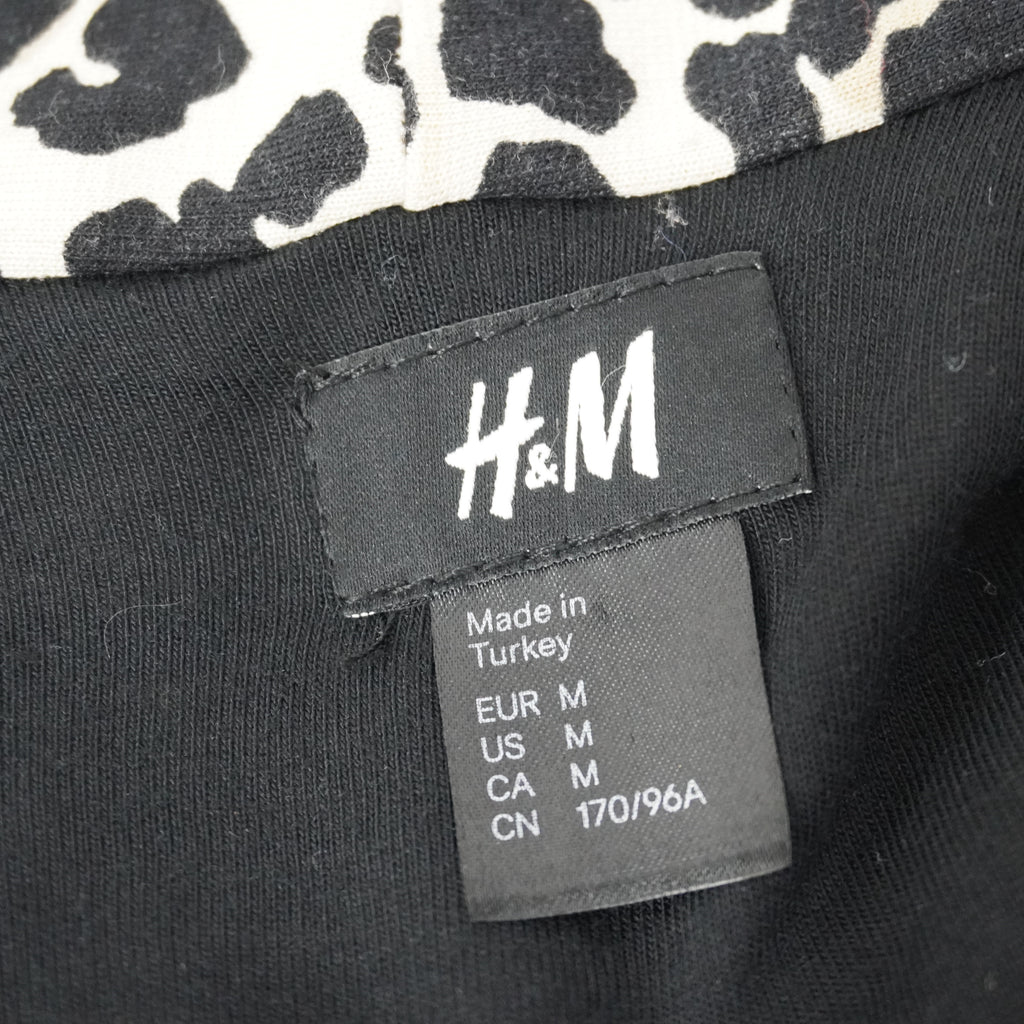 H&M
Made in
Turkey
EUR M
US M
CA M
CN 170/96A